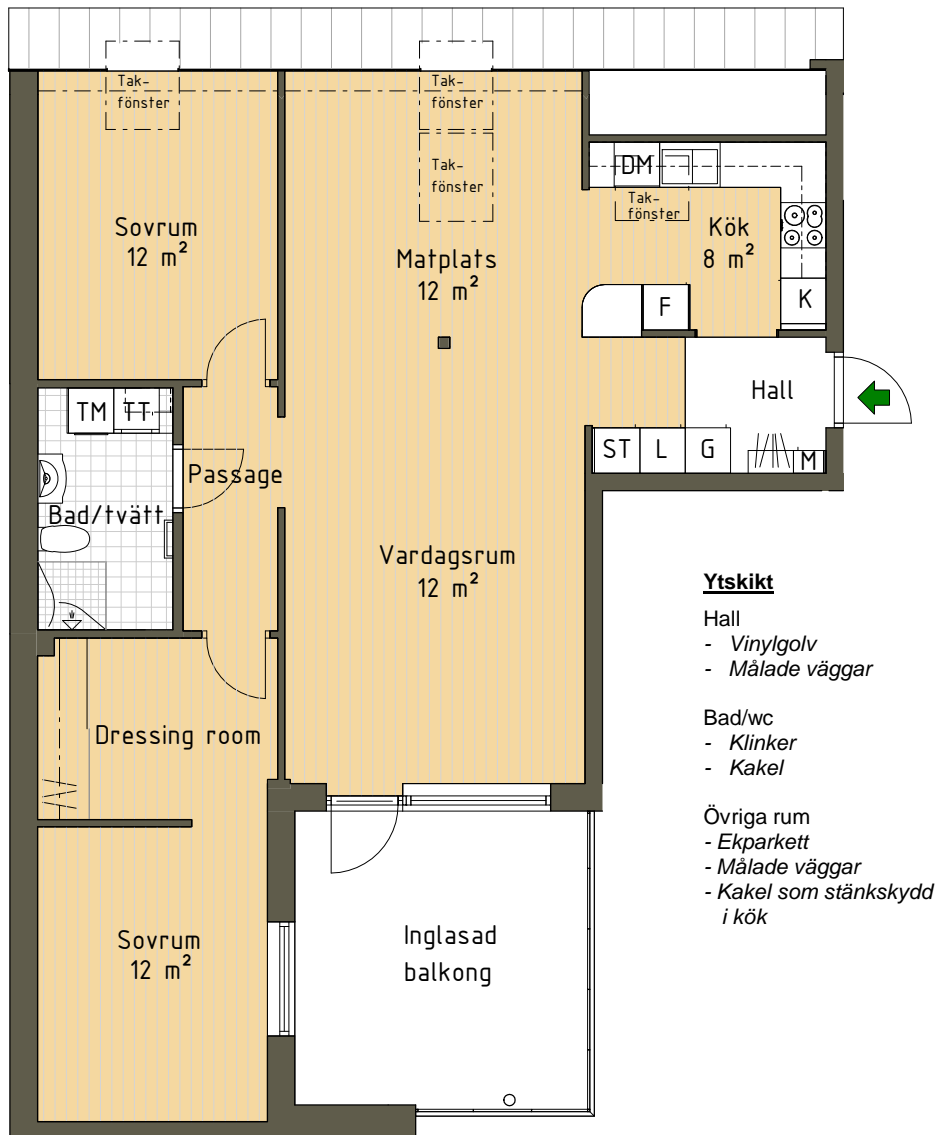 Tak-
fönster
Tak-
fönster
Tak-
fönster
DM
Tak-
fönster
Sovrum
12 m²
Matplats
12 m²
Kök
8 m²
K
F
Hall
TM
TT
ST
L
G
M
Passage
Bad/tvätt
Vardagsrum
12 m²
Dressing room
Sovrum
12 m²
Inglasad
balkong
Ytskikt
Hall
- Vinylgolv
- Målade väggar
Bad/wc
- Klinker
- Kakel
Övriga rum
- Ekparkett
- Målade väggar
- Kakel som stänkskydd
i kök